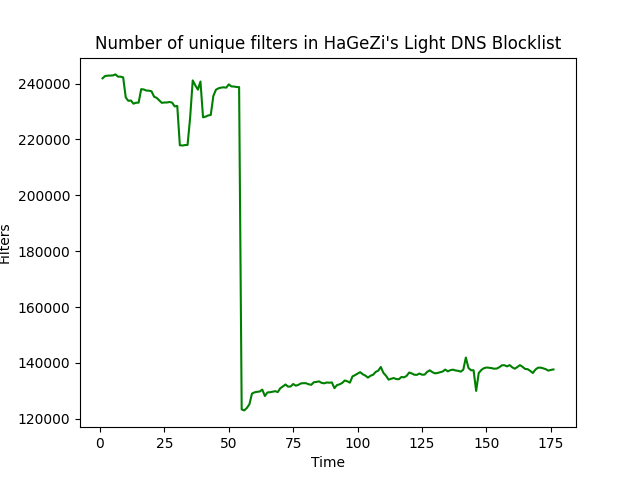 Number of unique filters in HaGeZi's Light DNS Blocklist
240000
220000
200000
180000
160000
140000
120000
Filters
0 25 50 75 100 125 150 175
Time